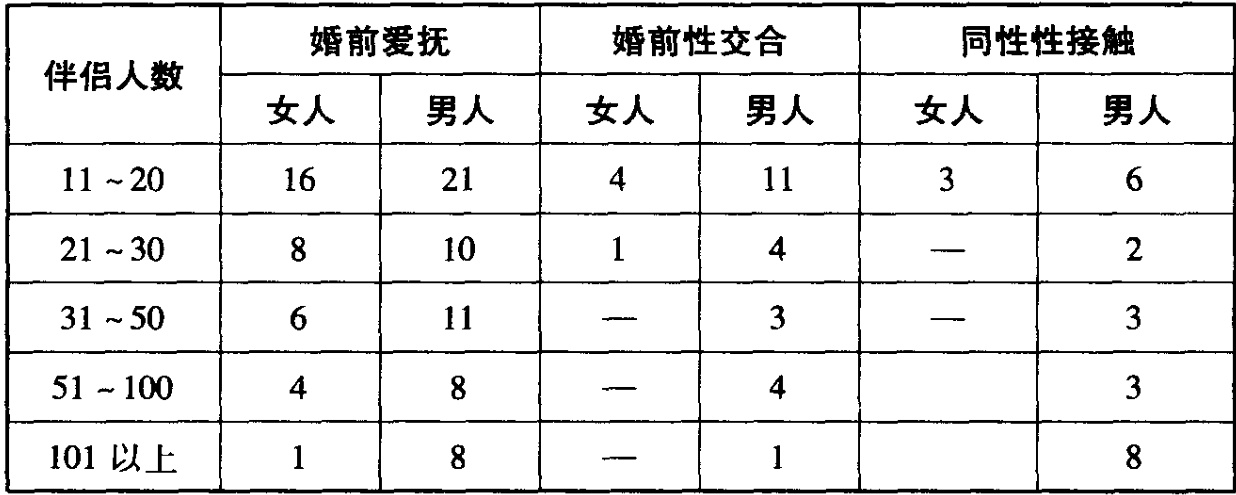 伴侣人数 婚前爱抚 婚前性交合 同性性接触
女人 男人 女人 男人 女人 男人
11~20 16 21 4 11 3 6
21~30 8 10 1 4 — 2
31~50 6 11 — 3 — 3
51~100 4 8 — 4 3
101以上 1 8 — 1 8